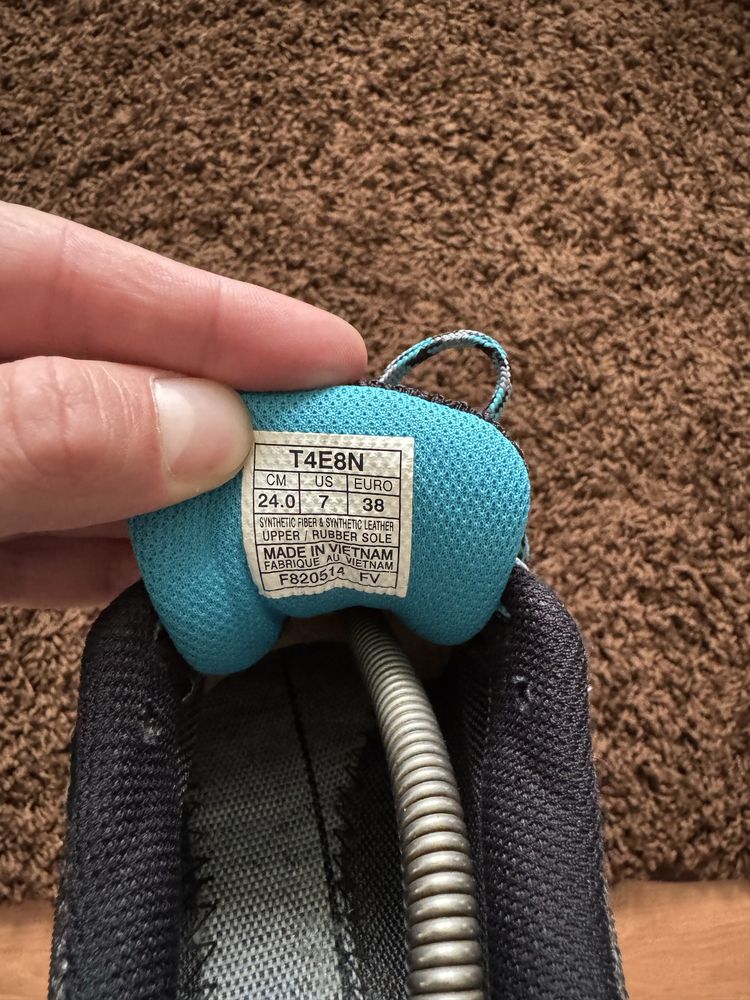 T4E8N
CM US EURO
24.0 7 38
SYNTHETIC FIBER & SYNTHETIC LEATHER
UPPER / RUBBER SOLE
MADE IN VIETNAM
FABRIQUE AU VIETNAM
F820514 FV